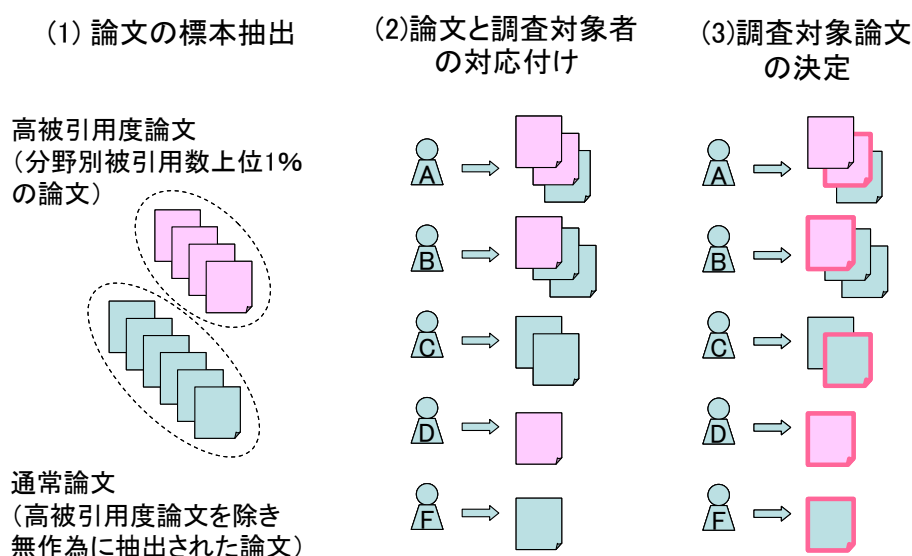 (1) 論文の標本抽出
(2)論文と調査対象者
の対応付け
(3)調査対象論文
の決定
高被引用度論文
(分野別被引用数上位1%
の論文)
通常論文
(高被引用度論文を除き
無作為に抽出された論文)
A
B
C
D
F
A
B
C
D
F